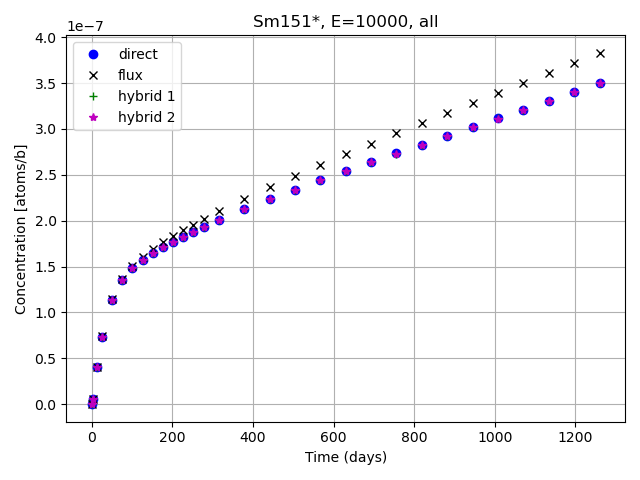 Sm151*, E=10000, all
1e−7
4.0
3.5
3.0
2.5
2.0
1.5
1.0
0.5
0.0
Concentration [atoms/b]
direct
flux
hybrid 1
hybrid 2
0 200 400 600 800 1000 1200
Time (days)